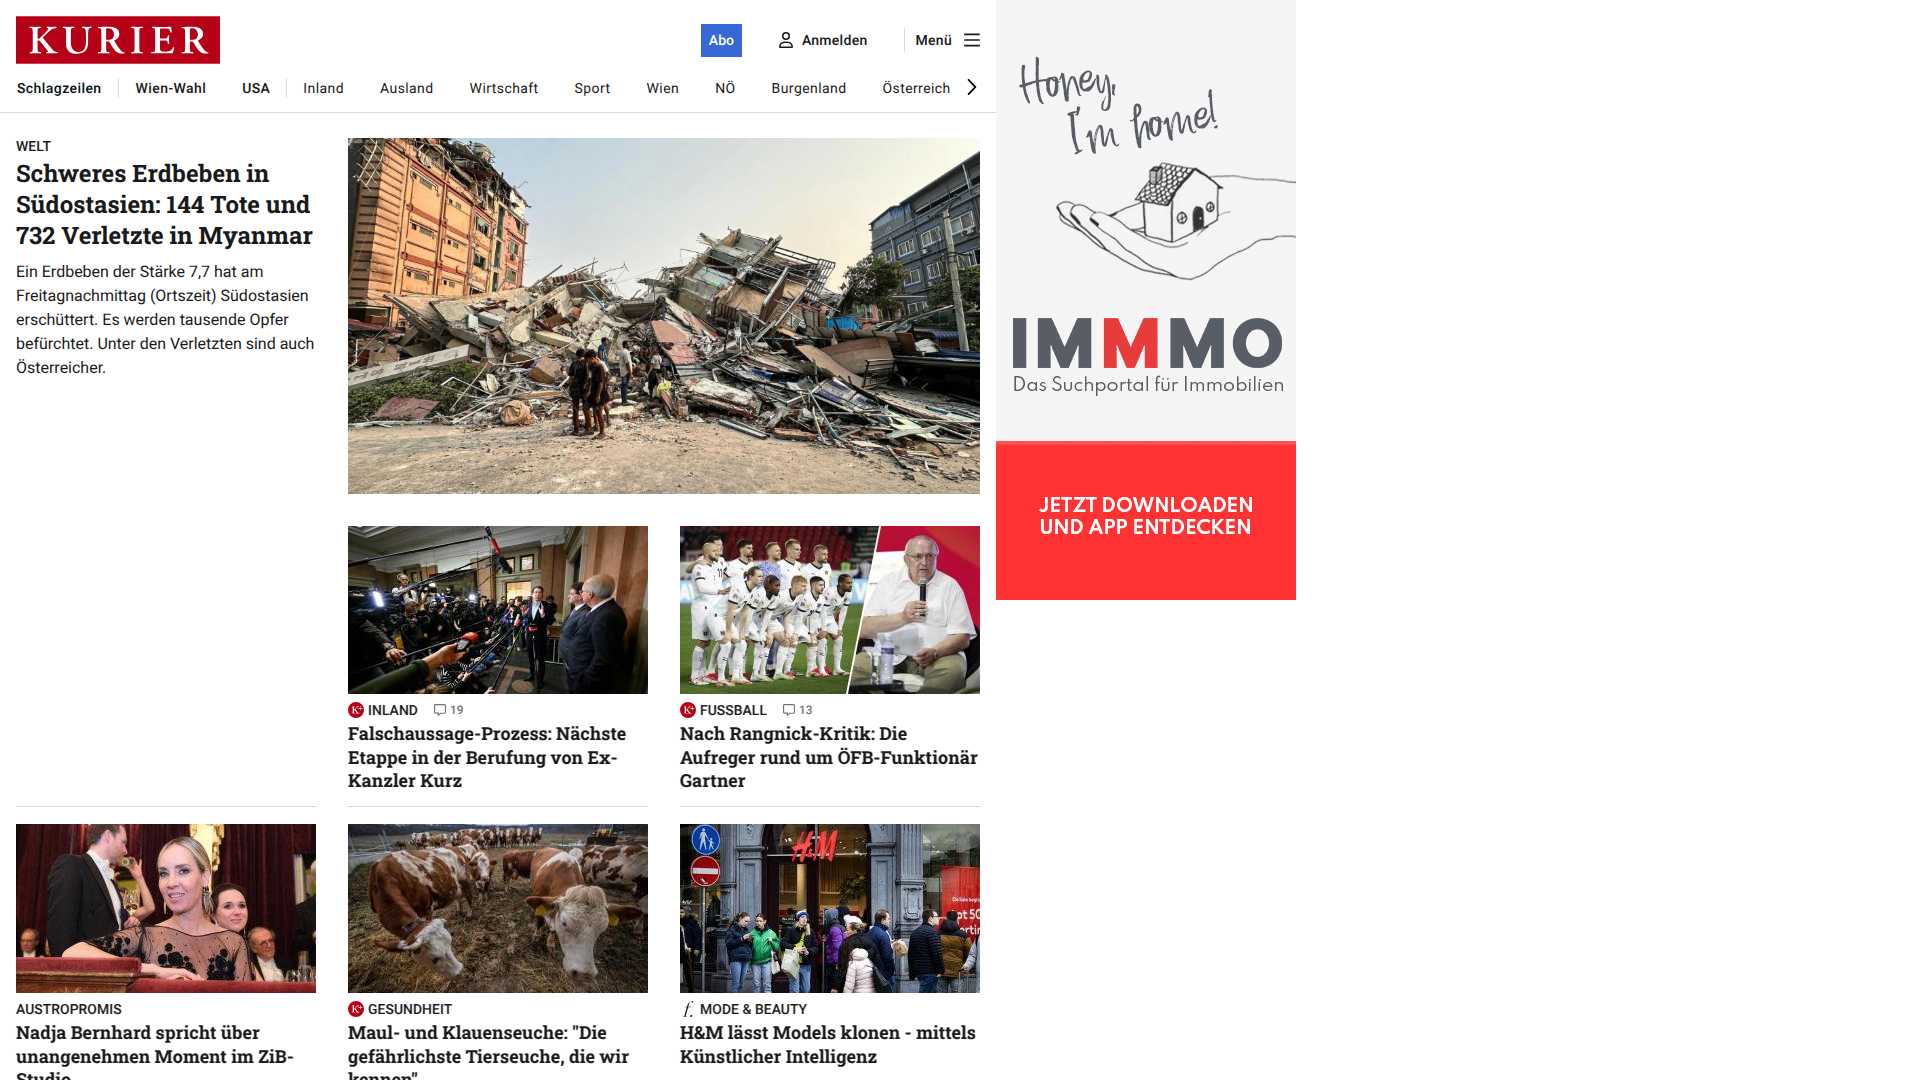 KURIER
Abo
Anmelden
Menü
Schlagzeilen
Wien-Wahl
USA
Inland
Ausland
Wirtschaft
Sport
Wien
NÖ
Burgenland
Österreich
WELT
Schweres Erdbeben in
Südostasien: 144 Tote und
732 Verletzte in Myanmar
Ein Erdbeben der Stärke 7,7 hat am
Freitagnachmittag (Ortszeit) Südostasien
erschüttert. Es werden tausende Opfer
befürchtet. Unter den Verletzten sind auch
Österreicher.
K+ INLAND 19
Falschaussage-Prozess: Nächste
Etappe in der Berufung von Ex-
Kanzler Kurz
K+ FUSSBALL 13
Nach Rangnick-Kritik: Die
Aufreger rund um ÖFB-Funktionär
Gartner
AUSTROPROMIS
Nadja Bernhard spricht über
unangenehmen Moment im ZiB-
Studio
K+ GESUNDHEIT
Maul- und Klauenseuche: "Die
gefährlichste Tierseuche, die wir
kennen"
H&M
f. MODE & BEAUTY
H&M lässt Models klonen - mittels
Künstlicher Intelligenz
Honey,
I'm home!
IMMMO
Das Suchportal für Immobilien
JETZT DOWNLOADEN
UND APP ENTDECKEN